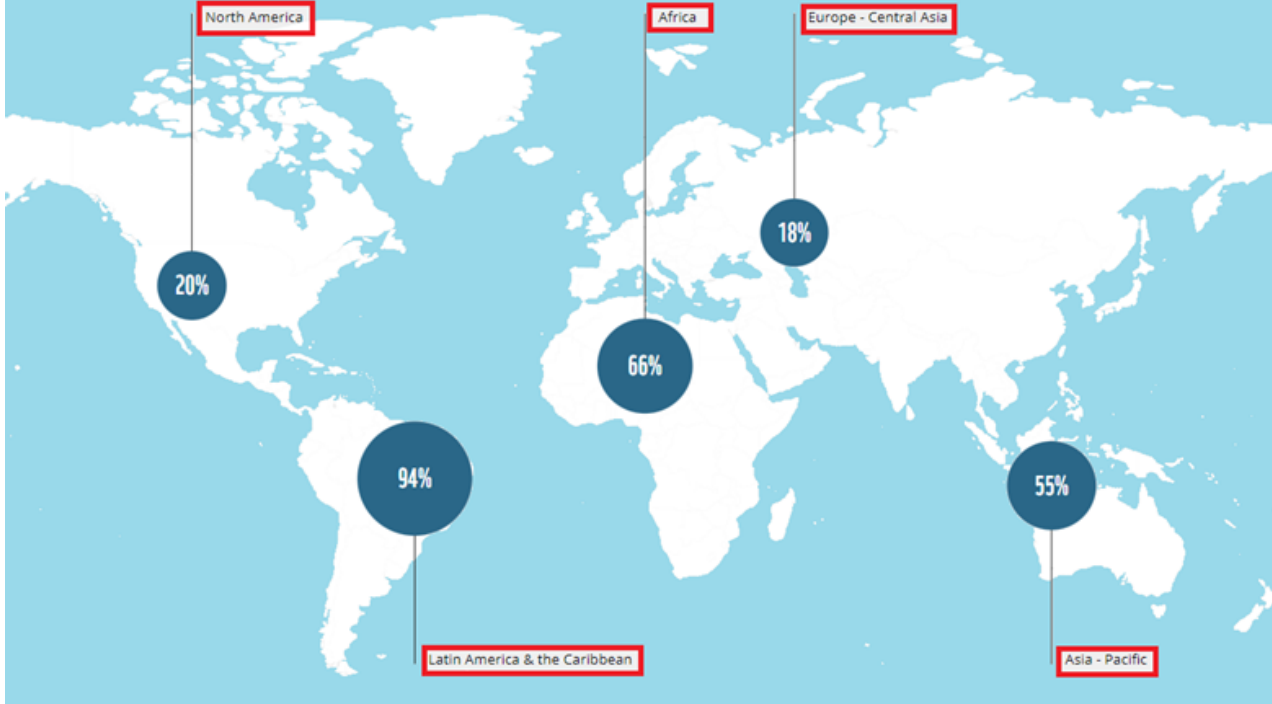 North America
Africa
Europe - Central Asia
18%
20%
66%
94%
55%
Latin America & the Caribbean
Asia - Pacific